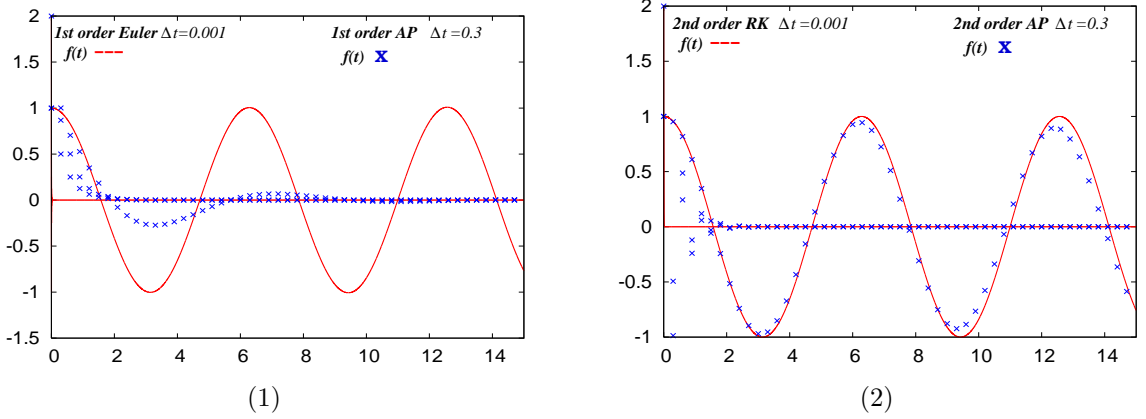 2
1.5
1
0.5
0
-0.5
-1
-1.5
0 2 4 6 8 10 12 14
1st order Euler Δt=0.001
f(t)
1st order AP Δt=0.3
f(t) x
(1)
2
1.5
1
0.5
0
-0.5
-1
0 2 4 6 8 10 12 14
2nd order RK Δt=0.001
f(t)
2nd order AP Δt=0.3
f(t) x
(2)